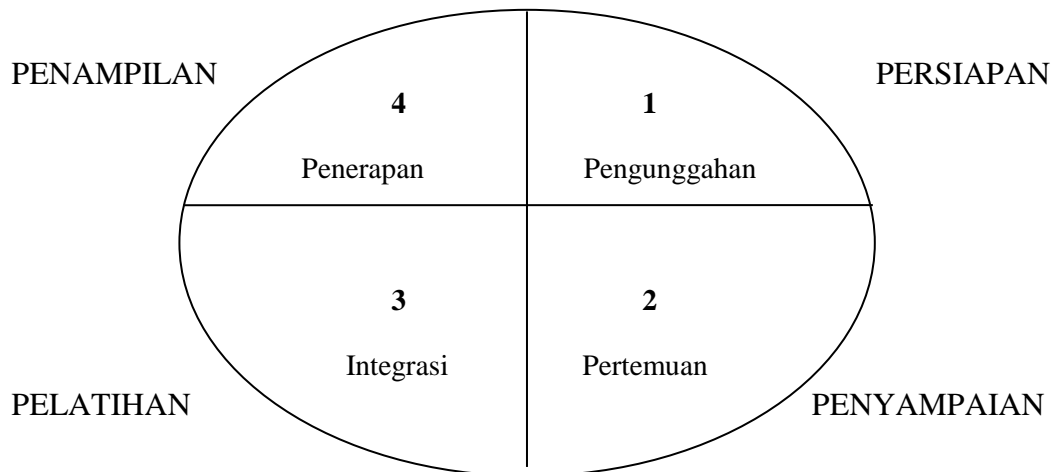 PENAMPILAN
PERSIAPAN
4
1
Penerapan
Pengunggahan
3
2
Integrasi
Pertemuan
PELATIHAN
PENYAMPAIAN